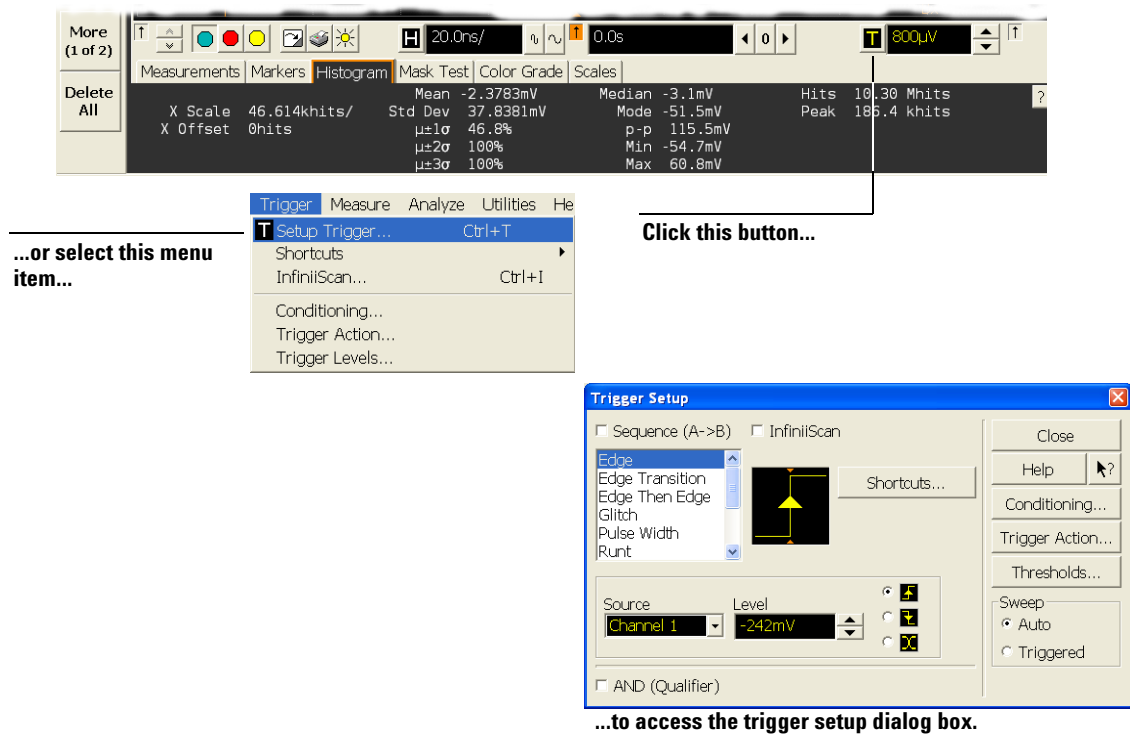 More
(1 of 2)
Delete
All
H 20.0ns/ 0.0s 0 T 800µV
Measurements Markers Histogram Mask Test Color Grade Scales
Mean -2.3783mV Median -3.1mV Hits 10.30 Mhits ?
X Scale 46.614khits/ Std Dev 37.8381mV Mode -51.5mV Peak 186.4 khits
X Offset 0hits µ±1σ 46.8% p-p 115.5mV
µ±2σ 100% Min -54.7mV
µ±3σ 100% Max 60.8mV
Trigger Measure Analyze Utilities He
T Setup Trigger... Ctrl+T
Shortcuts
InfiniiScan... Ctrl+I
Conditioning...
Trigger Action...
Trigger Levels...
...or select this menu
item...
Click this button...
Trigger Setup
Sequence (A->B) InfiniiScan
Edge
Edge Transition
Edge Then Edge
Glitch
Pulse Width
Runt
Shortcuts...
Close
Help ?
Conditioning...
Trigger Action...
Thresholds...
Sweep
Auto
Triggered
Source Level
Channel 1 -242mV
AND (Qualifier)
...to access the trigger setup dialog box.